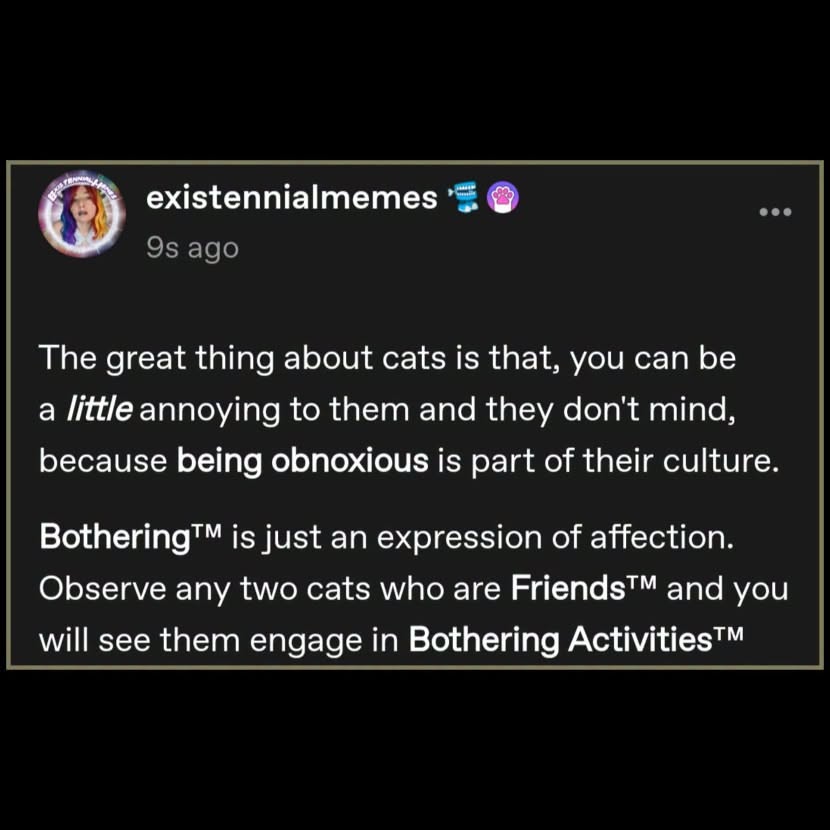 existennialmemes
9s ago
The great thing about cats is that, you can be
a little annoying to them and they don't mind,
because being obnoxious is part of their culture.
Bothering™ is just an expression of affection.
Observe any two cats who are Friends™ and you
will see them engage in Bothering Activities™